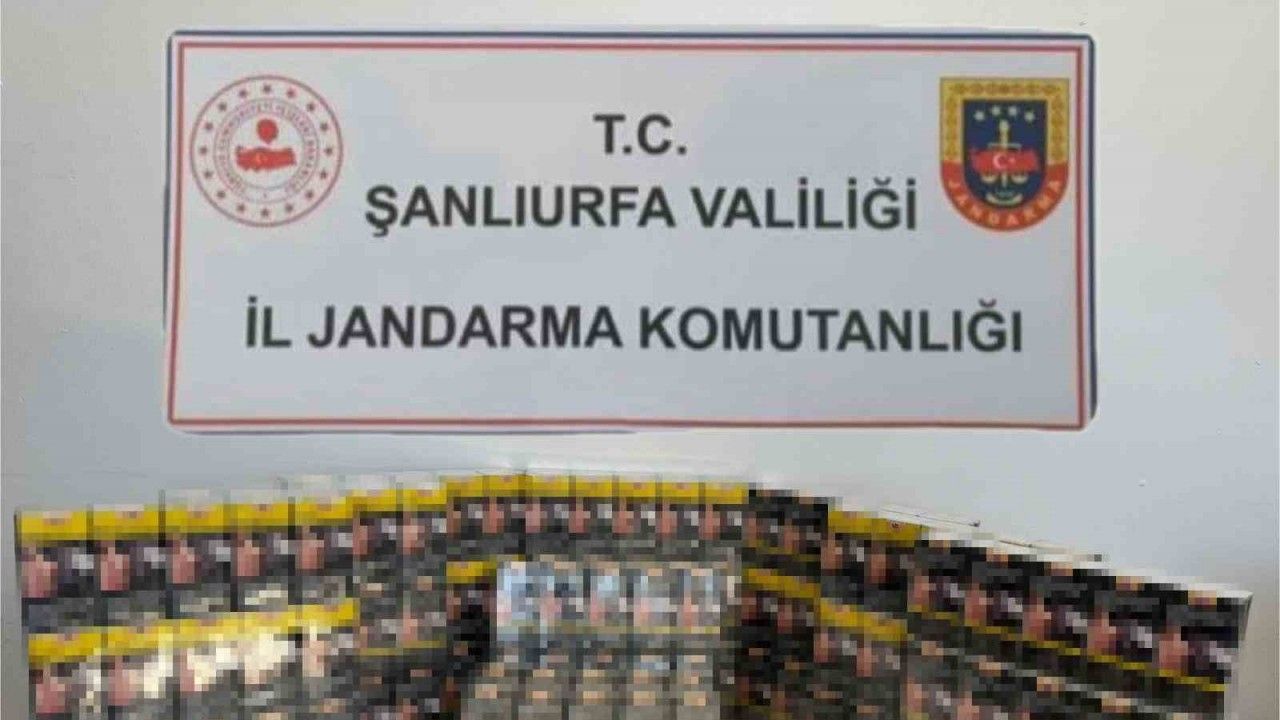 T.C.
ŞANLIURFA VALİLİĞİ
İL JANDARMA KOMUTANLIĞI
JANDARMA